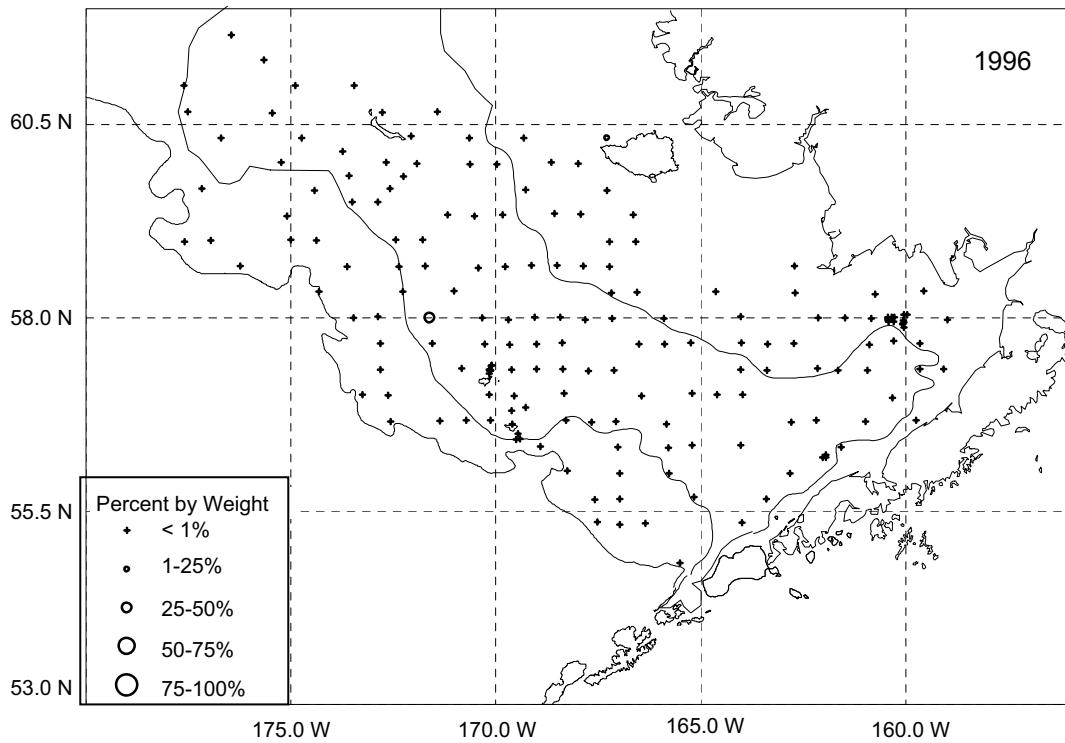 1996
60.5 N
58.0 N
55.5 N
53.0 N
Percent by Weight
< 1%
1-25%
25-50%
50-75%
75-100%
175.0 W
170.0 W
165.0 W
160.0 W